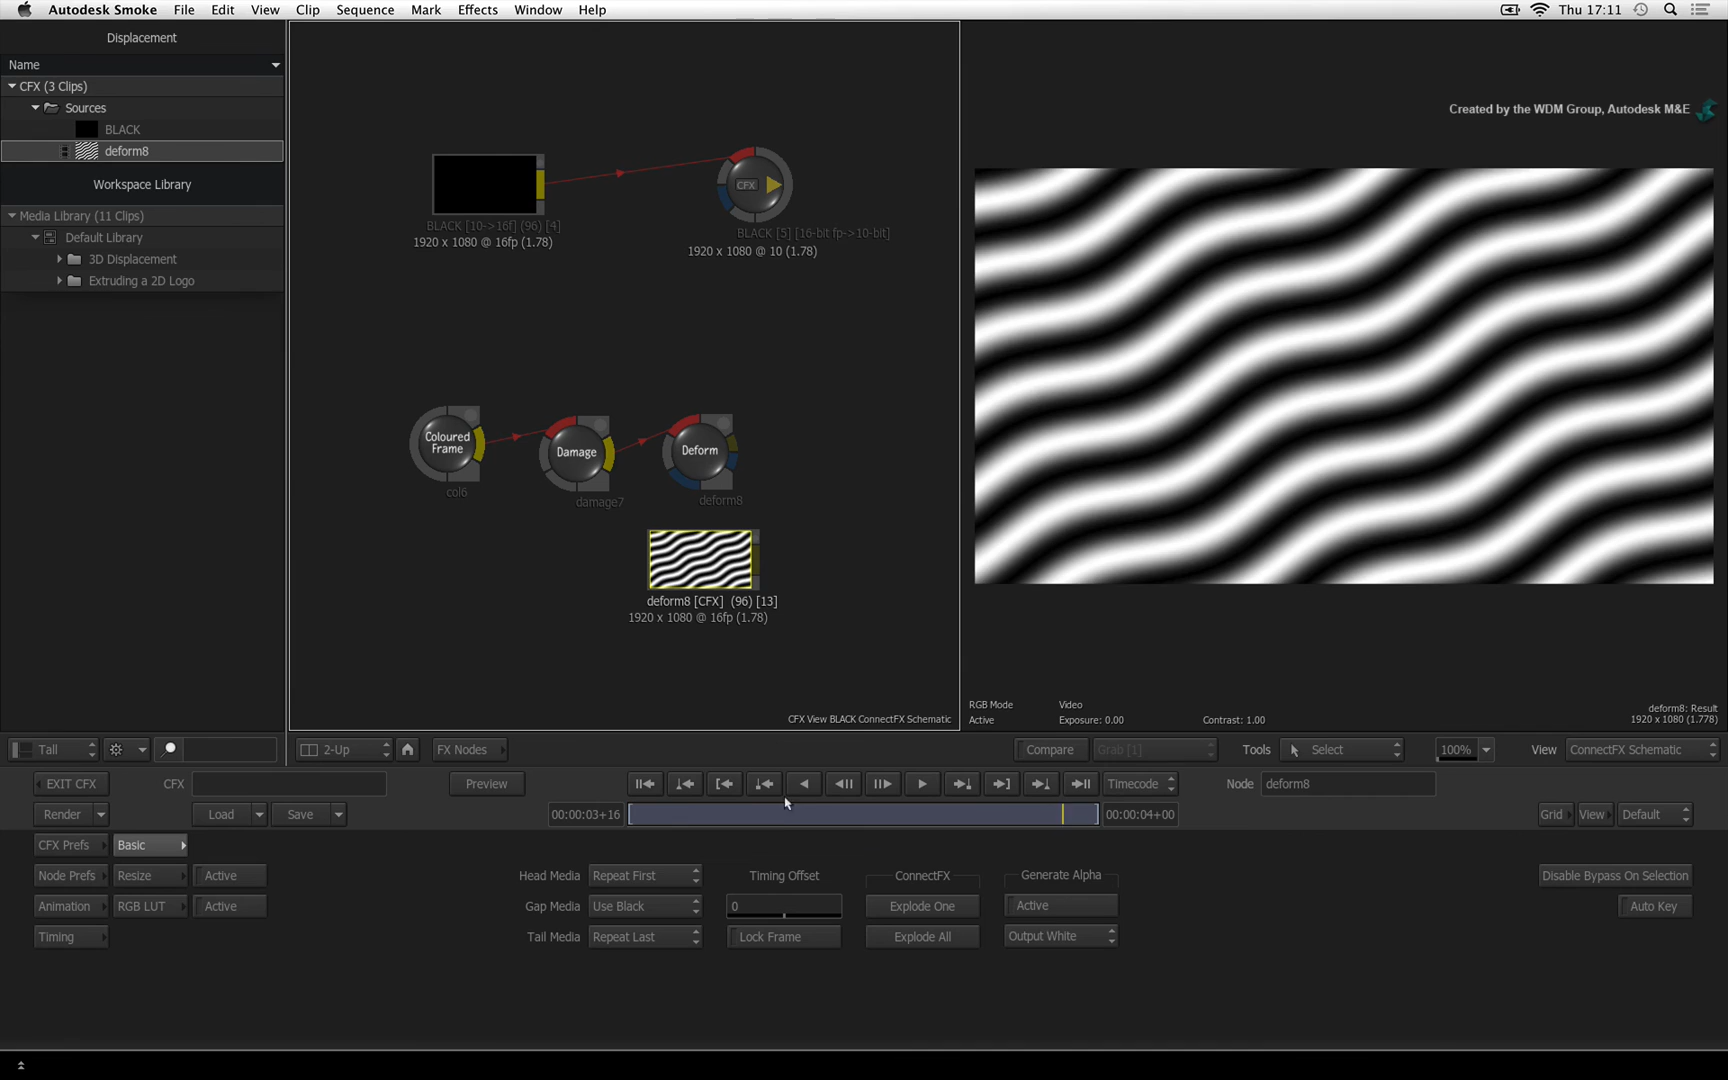 Autodesk Smoke File Edit View Clip Sequence Mark Effects Window Help Thu 17:11
Displacement
Name
CFX (3 Clips)
Sources
BLACK
deform8
Workspace Library
Media Library (11 Clips)
Default Library
3D Displacement
Extruding a 2D Logo
CFX
BLACK [10->16f] (96) [4]
1920 x 1080 @ 16fp (1.78)
BLACK [5] [16-bit fp->10-bit]
1920 x 1080 @ 10 (1.78)
Coloured
Frame
col6
Damage
damage7
Deform
deform8
deform8 [CFX] (96) [13]
1920 x 1080 @ 16fp (1.78)
CFX View BLACK ConnectFX Schematic
Created by the WDM Group, Autodesk M&E
RGB Mode Video
Active Exposure: 0.00 Contrast: 1.00
deform8: Result
1920 x 1080 (1.778)
Tall 2-Up FX Nodes Compare Grab [1] Tools Select 100% View ConnectFX Schematic
EXIT CFX CFX Preview Timecode Node deform8
Render Load Save 00:00:03+16 00:00:04+00 Grid View Default
CFX Prefs Basic
Node Prefs Resize Active Head Media Repeat First Timing Offset ConnectFX Generate Alpha Disable Bypass On Selection
Animation RGB LUT Active Gap Media Use Black 0 Explode One Active Auto Key
Timing Tail Media Repeat Last Lock Frame Explode All Output White